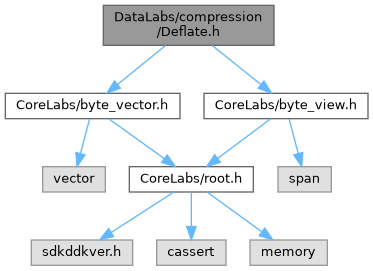 DataLabs/compression
/Deflate.h
CoreLabs/byte_vector.h
CoreLabs/byte_view.h
vector
CoreLabs/root.h
span
sdkddkver.h
cassert
memory